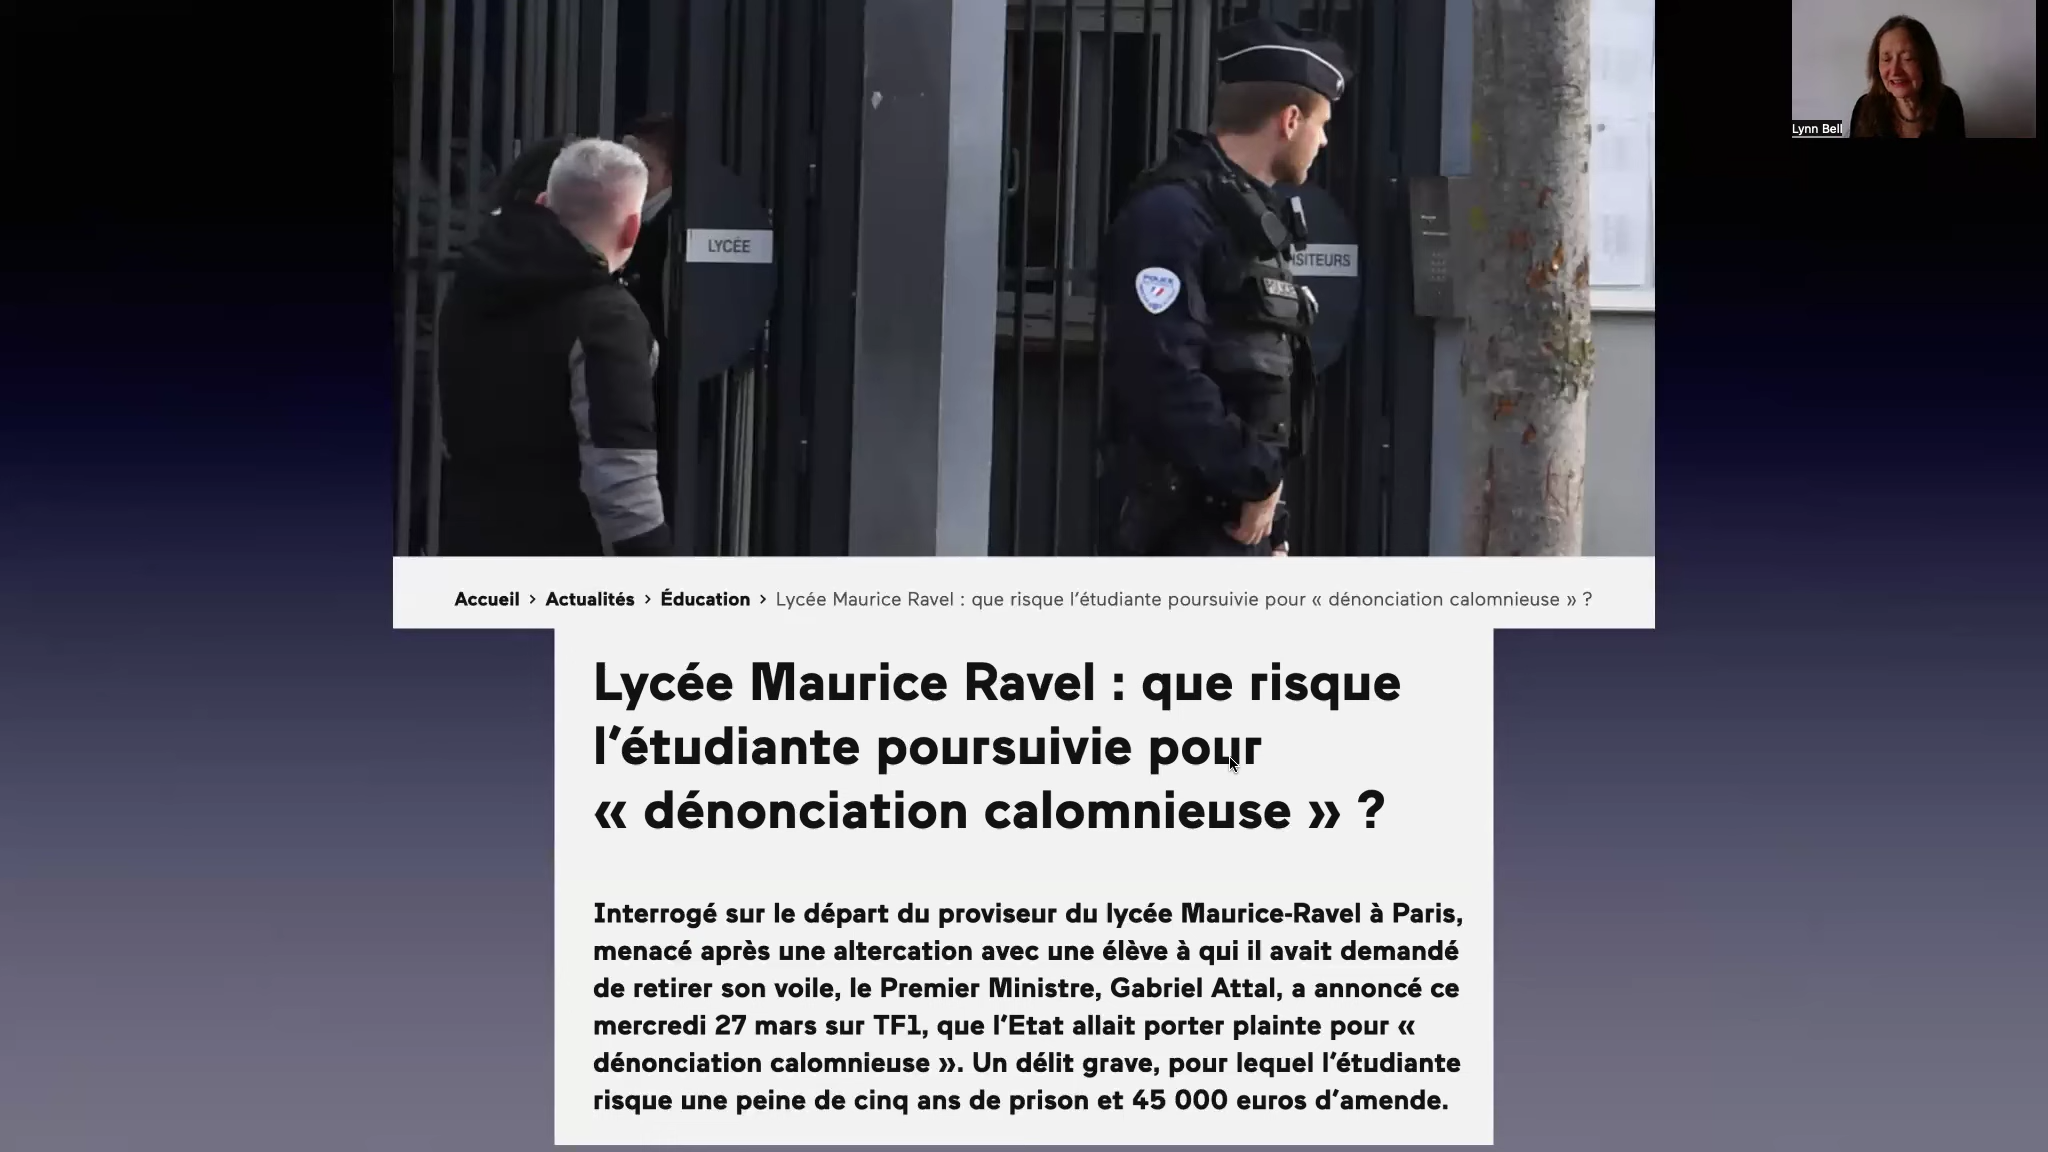 Lynn Bell
LYCÉE
ISITEURS
POLICE
Accueil › Actualités › Éducation › Lycée Maurice Ravel : que risque l’étudiante poursuivie pour « dénonciation calomnieuse » ?
Lycée Maurice Ravel : que risque
l’étudiante poursuivie pour
« dénonciation calomnieuse » ?
Interrogé sur le départ du proviseur du lycée Maurice-Ravel à Paris,
menacé après une altercation avec une élève à qui il avait demandé
de retirer son voile, le Premier Ministre, Gabriel Attal, a annoncé ce
mercredi 27 mars sur TF1, que l’Etat allait porter plainte pour «
dénonciation calomnieuse ». Un délit grave, pour lequel l’étudiante
risque une peine de cinq ans de prison et 45 000 euros d’amende.